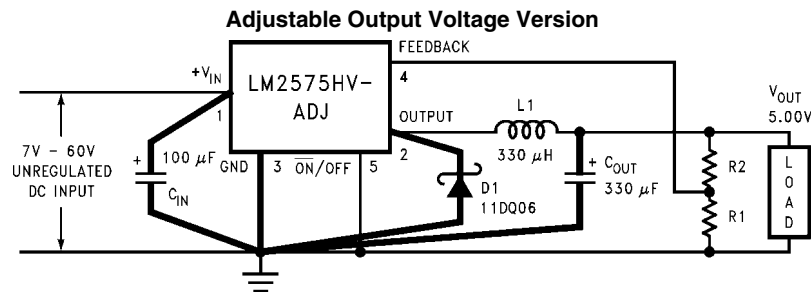 Adjustable Output Voltage Version
FEEDBACK
+VIN
LM2575HV-
ADJ
4
1
OUTPUT
L1
VOUT
5.00V
7V - 60V
UNREGULATED
DC INPUT
+
100 μF
CIN
GND
3
ON/OFF
5
2
330 μH
D1
11DQ06
+
COUT
330 μF
R2
R1
LOAD